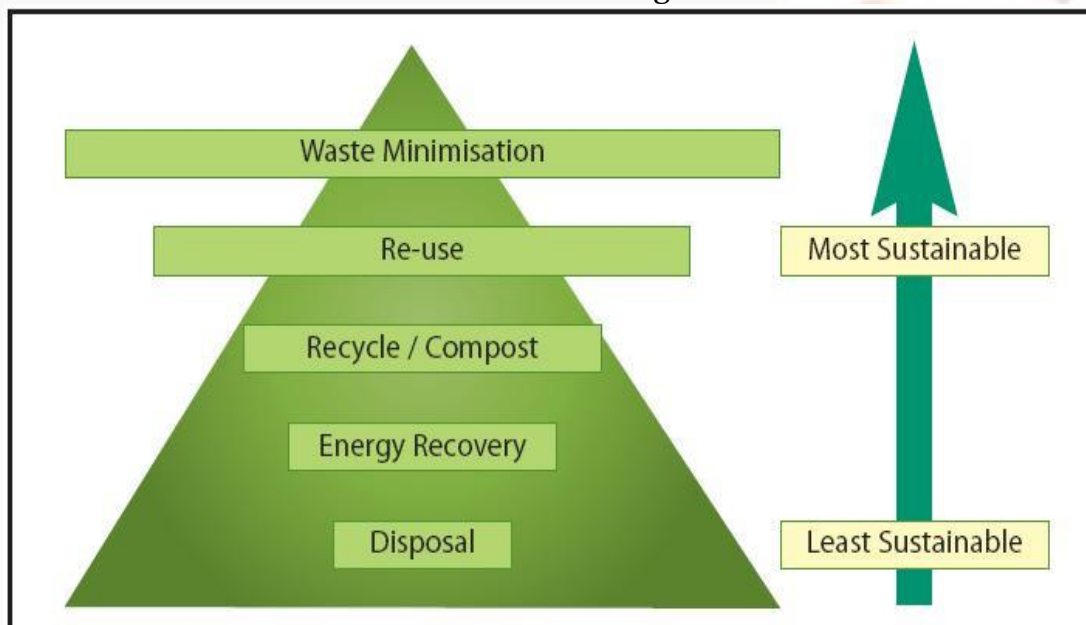 Waste Minimisation
Re-use
Most Sustainable
Recycle / Compost
Energy Recovery
Disposal
Least Sustainable